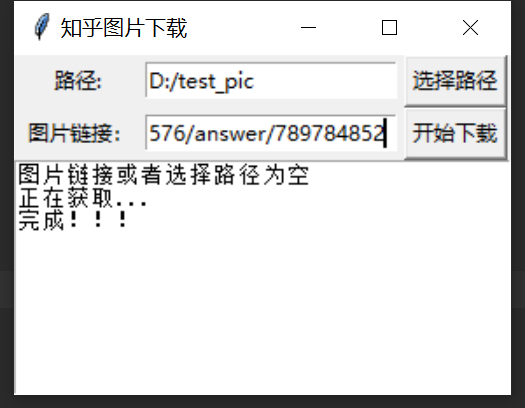 知乎图片下载
路径: D:/test_pic 选择路径
图片链接: 576/answer/789784852 开始下载
图片链接或者选择路径为空
正在获取...
完成！！！